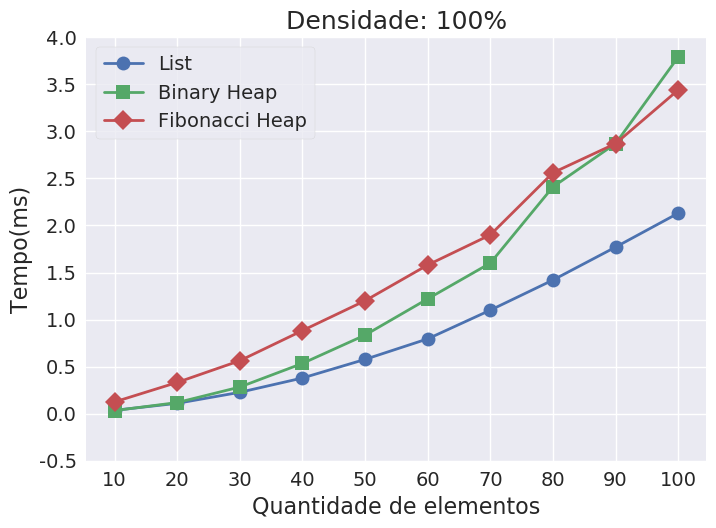 Densidade: 100%
4.0
3.5
3.0
2.5
2.0
1.5
1.0
0.5
0.0
-0.5
Tempo(ms)
List
Binary Heap
Fibonacci Heap
10 20 30 40 50 60 70 80 90 100
Quantidade de elementos